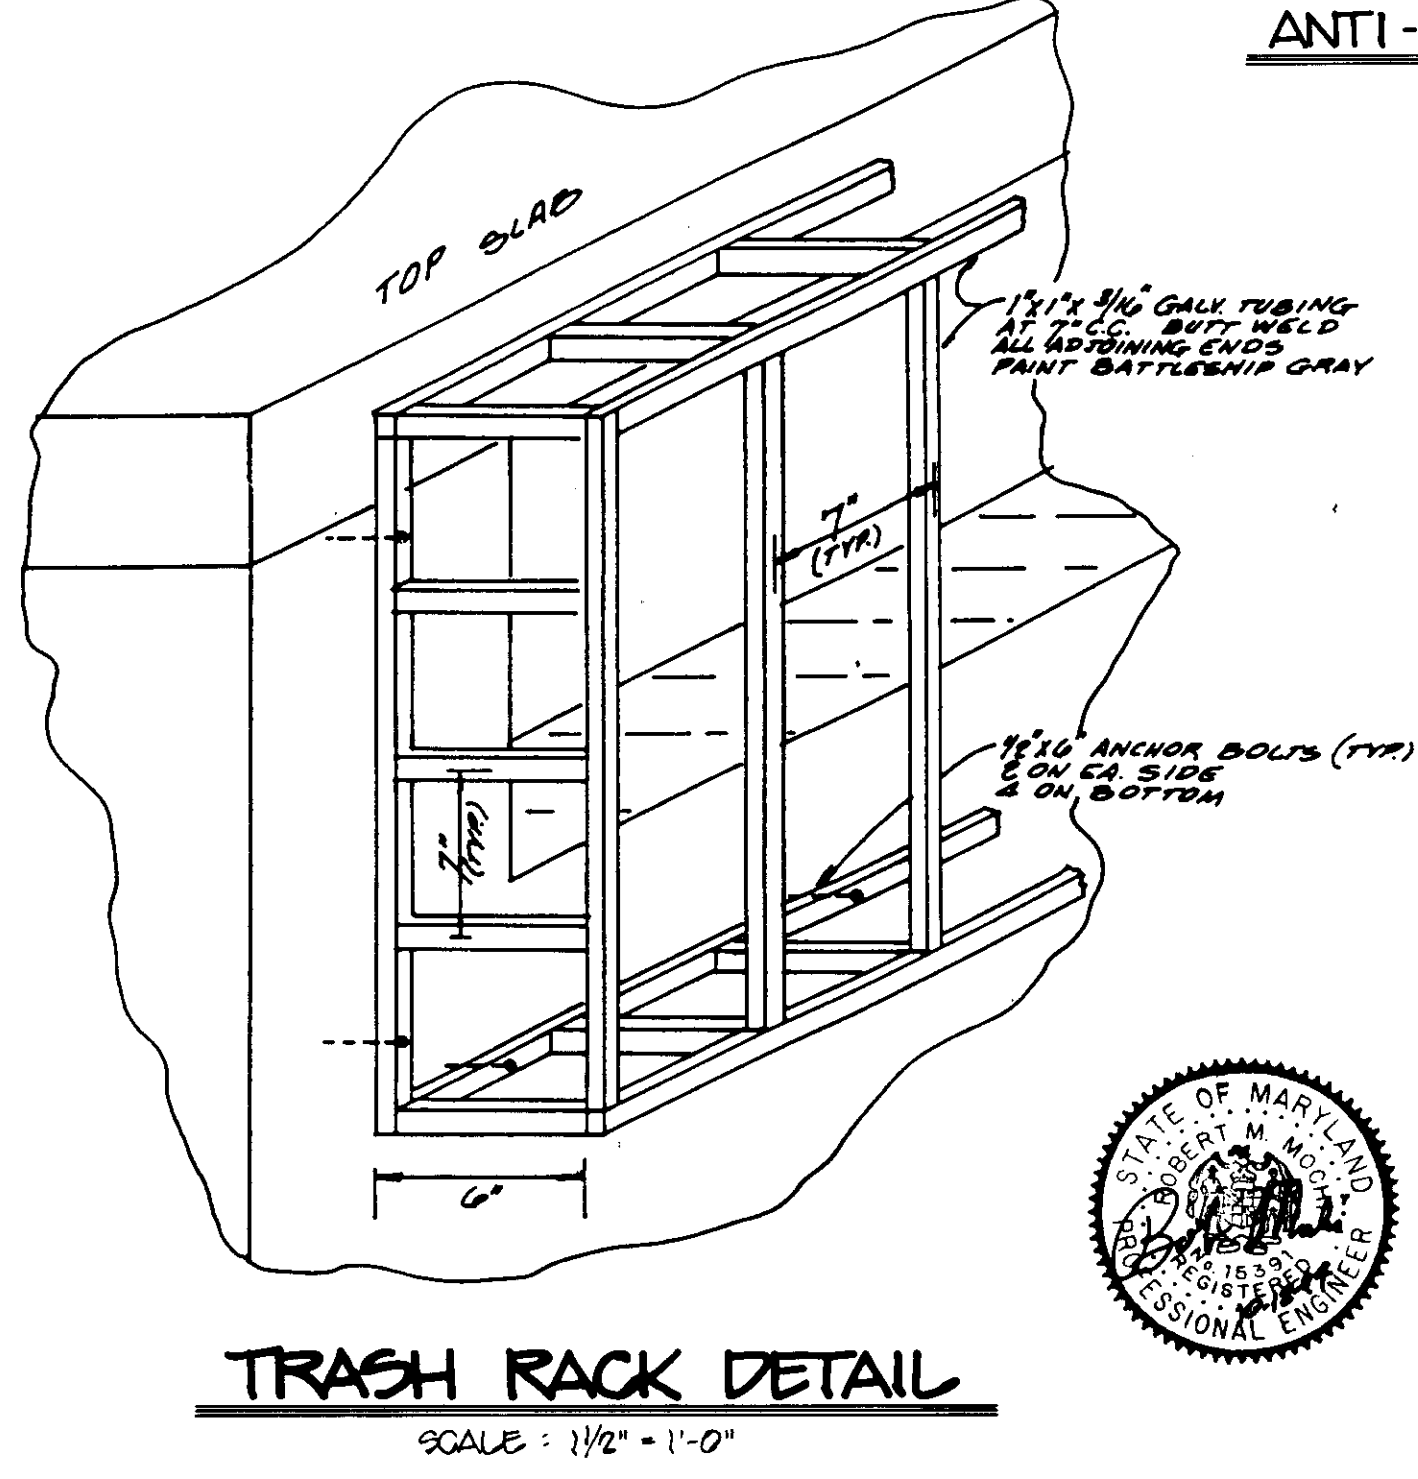 ANTI-
TOP SLAB
1"X1"X 3/16" GALV. TUBING
AT 7" C.C. BUTT WELD
ALL ADJOINING ENDS
PAINT BATTLESHIP GRAY
7"
(TYP.)
1/2"X6" ANCHOR BOLTS (TYP.)
2 ON EA. SIDE
4 ON BOTTOM
7"
(TYP.)
6"
STATE OF MARYLAND
ROBERT M. MOCHI
No. 15391
REGISTERED
PROFESSIONAL ENGINEER
TRASH RACK DETAIL
SCALE : 1 1/2" = 1'-0"